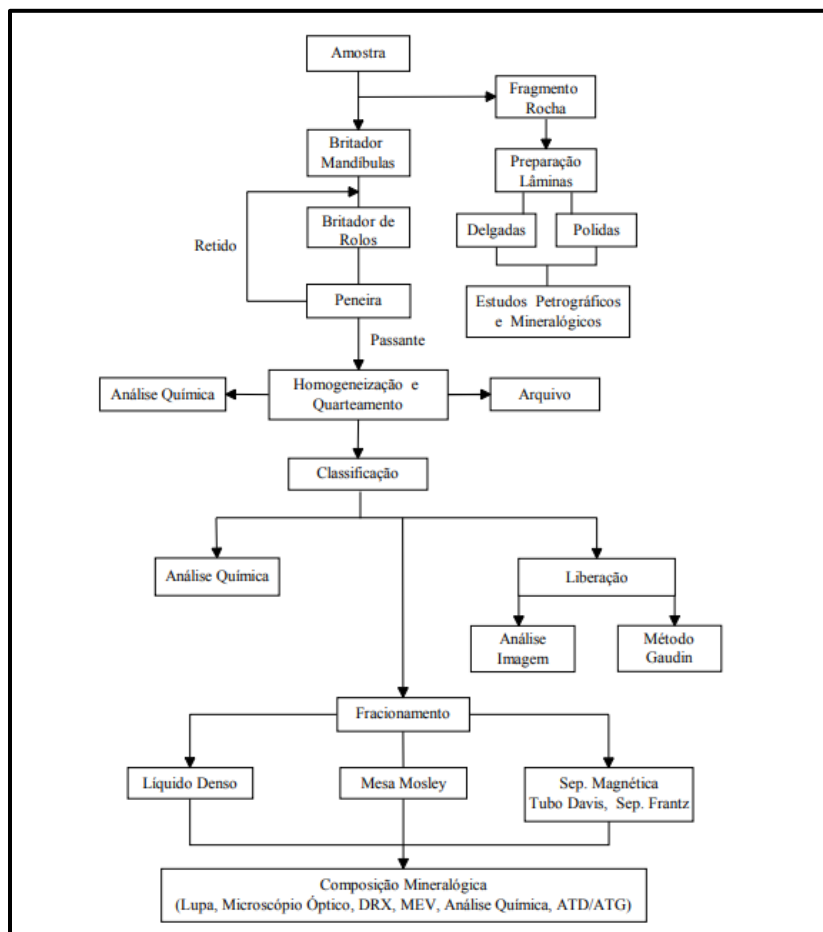 Amostra
Fragmento
Rocha
Britador
Mandíbulas
Preparação
Lâminas
Retido
Britador de
Rolos
Delgadas
Polidas
Peneira
Estudos Petrográficos
e Mineralógicos
Passante
Análise Química
Homogeneização e
Quarteamento
Arquivo
Classificação
Análise Química
Liberação
Análise
Imagem
Método
Gaudin
Fracionamento
Líquido Denso
Mesa Mosley
Sep. Magnética
Tubo Davis, Sep. Frantz
Composição Mineralógica
(Lupa, Microscópio Óptico, DRX, MEV, Análise Química, ATD/ATG)